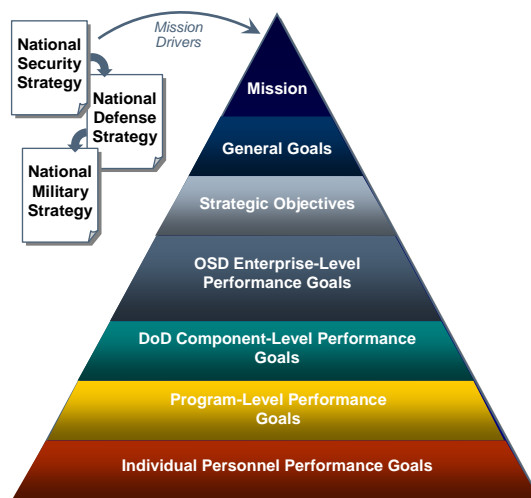 National
Security
Strategy
Mission
Drivers
National
Defense
Strategy
National
Military
Strategy
Mission
General Goals
Strategic Objectives
OSD Enterprise-Level
Performance Goals
DoD Component-Level Performance
Goals
Program-Level Performance
Goals
Individual Personnel Performance Goals